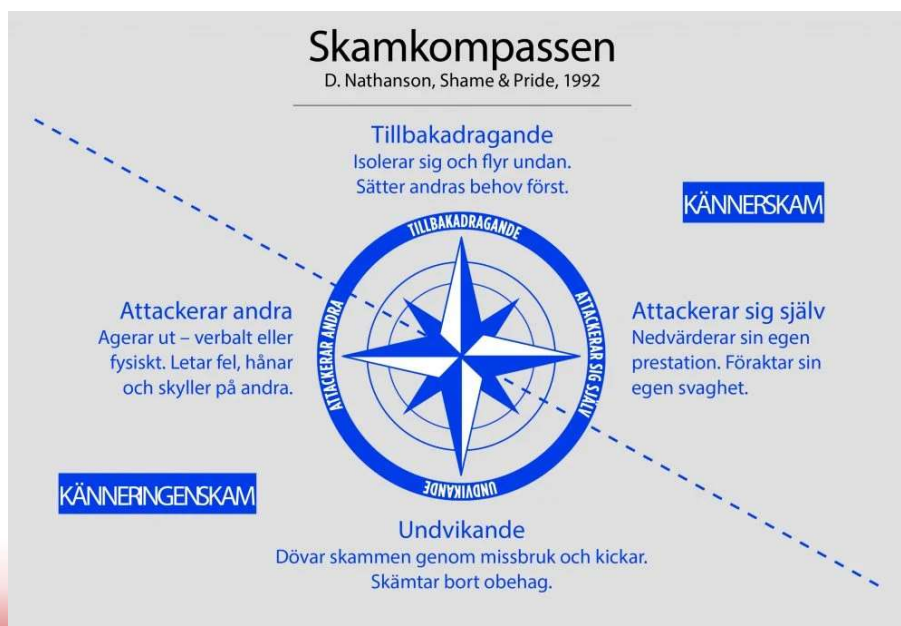 Skamkompassen
D. Nathanson, Shame & Pride, 1992
Tillbakadragande
Isolerar sig och flyr undan.
Sätter andras behov först.
KÄNNERSKAM
TILLBAKADRAGANDE
ATTACKERAR ANDRA
ATTACKERAR SIG SJÄLV
UNDVIKANDE
Attackerar andra
Agerar ut – verbalt eller
fysiskt. Letar fel, hånar
och skyller på andra.
Attackerar sig själv
Nedvärderar sin egen
prestation. Föraktar sin
egen svaghet.
KÄNNERINGENSKAM
Undvikande
Dövar skammen genom missbruk och kickar.
Skämtar bort obehag.